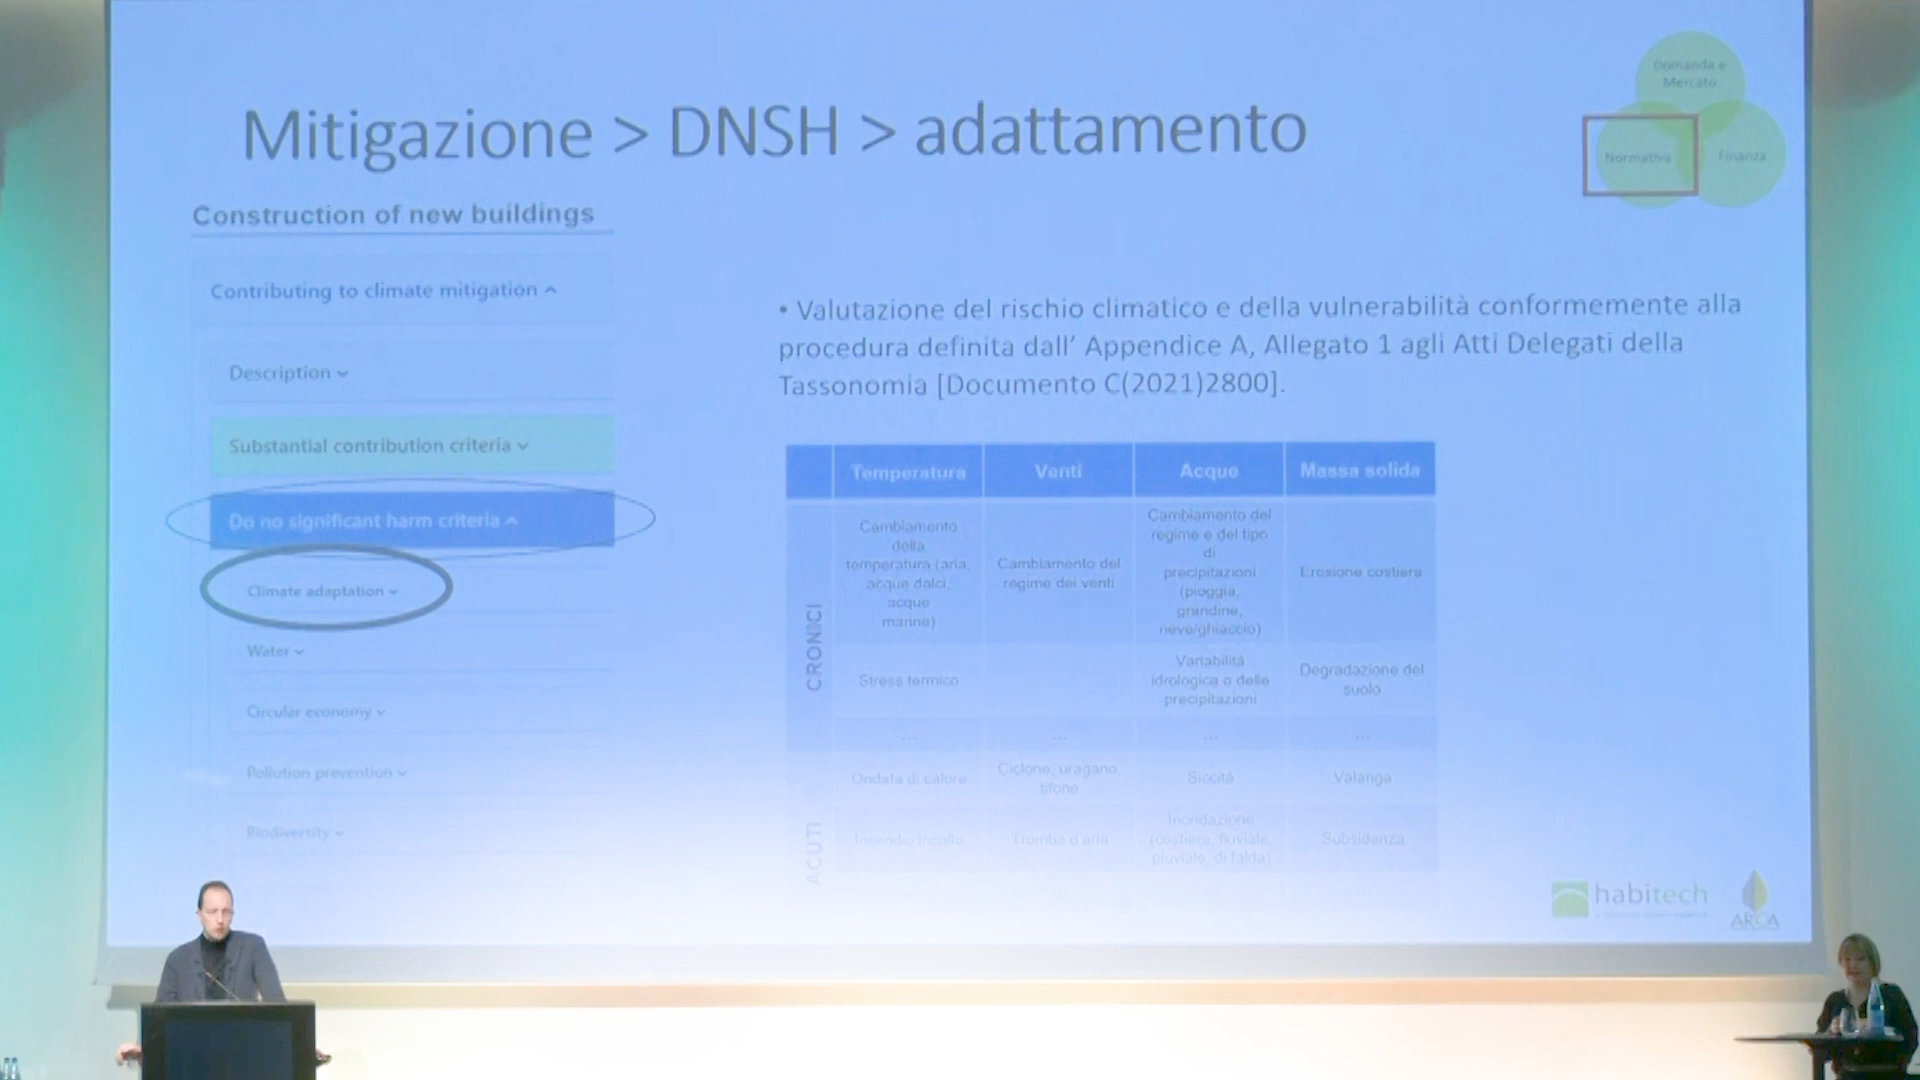 Mitigazione > DNSH > adattamento
Domanda e
Mercato
Normativa
Finanza
Construction of new buildings
Contributing to climate mitigation
Description
Substantial contribution criteria
Do no significant harm criteria
Climate adaptation
Water
Circular economy
Pollution prevention
Biodiversity
• Valutazione del rischio climatico e della vulnerabilità conformemente alla
procedura definita dall’ Appendice A, Allegato 1 agli Atti Delegati della
Tassonomia [Documento C(2021)2800].
Temperatura Venti Acque Massa solida
CRONICI
Cambiamento
della
temperatura (aria,
acque dolci,
acque
marine)
Cambiamento del
regime dei venti
Cambiamento del
regime e del tipo
di
precipitazioni
(pioggia,
grandine,
neve/ghiaccio)
Erosione costiera
Stress termico
Variabilità
idrologica o delle
precipitazioni
Degradazione del
suolo
... ... ... ...
ACUTI
Ondata di calore
Ciclone, uragano,
tifone
Siccità
Valanga
Incendio incolto
Tromba d'aria
Inondazione
(costiera, fluviale,
pluviale, di falda)
Subsidenza
habitech
ARCA